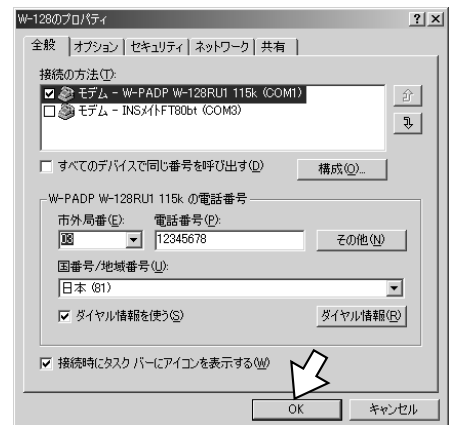 W-128のプロパティ
全般 オプション セキュリティ ネットワーク 共有
接続の方法(T):
モデム - W-PADP W-128RU1 115k (COM1)
モデム - INSメイトFT80bt (COM3)
すべてのデバイスで同じ番号を呼び出す(D) 構成(O)...
W-PADP W-128RU1 115k の電話番号
市外局番(E): 電話番号(P):
03 12345678 その他(N)
国番号/地域番号(U):
日本 (81)
ダイヤル情報を使う(S) ダイヤル情報(R)
接続時にタスク バーにアイコンを表示する(W)
OK キャンセル